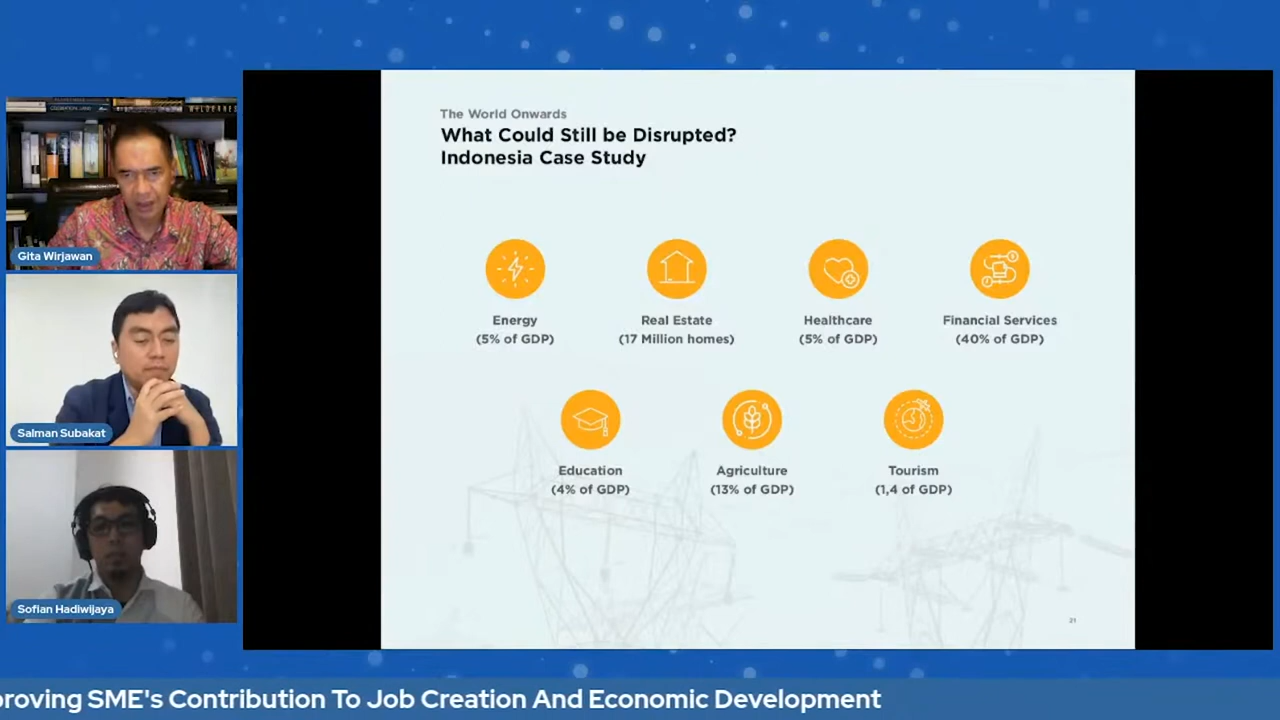 The World Onwards
What Could Still be Disrupted?
Indonesia Case Study
Energy
(5% of GDP)
Real Estate
(17 Million homes)
Healthcare
(5% of GDP)
Financial Services
(40% of GDP)
Education
(4% of GDP)
Agriculture
(13% of GDP)
Tourism
(1,4 of GDP)
21
Gita Wirjawan
Salman Subakat
Sofian Hadiwijaya
proving SME's Contribution To Job Creation And Economic Development